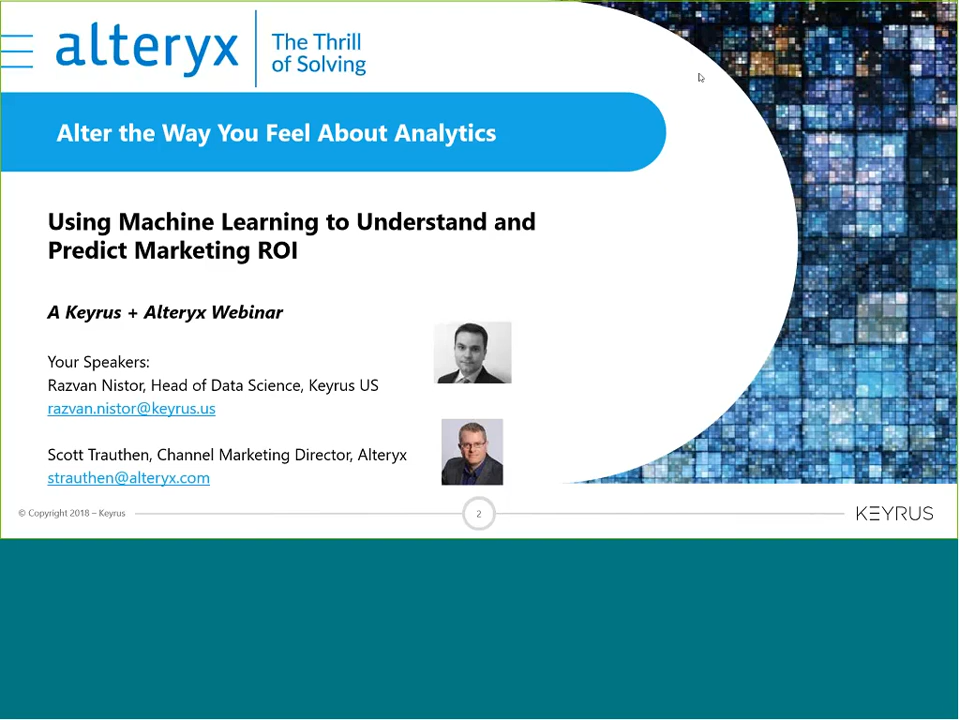 alteryx
The Thrill
of Solving
Alter the Way You Feel About Analytics
Using Machine Learning to Understand and
Predict Marketing ROI
A Keyrus + Alteryx Webinar
Your Speakers:
Razvan Nistor, Head of Data Science, Keyrus US
razvan.nistor@keyrus.us
Scott Trauthen, Channel Marketing Director, Alteryx
strauthen@alteryx.com
© Copyright 2018 – Keyrus
2
KEYRUS